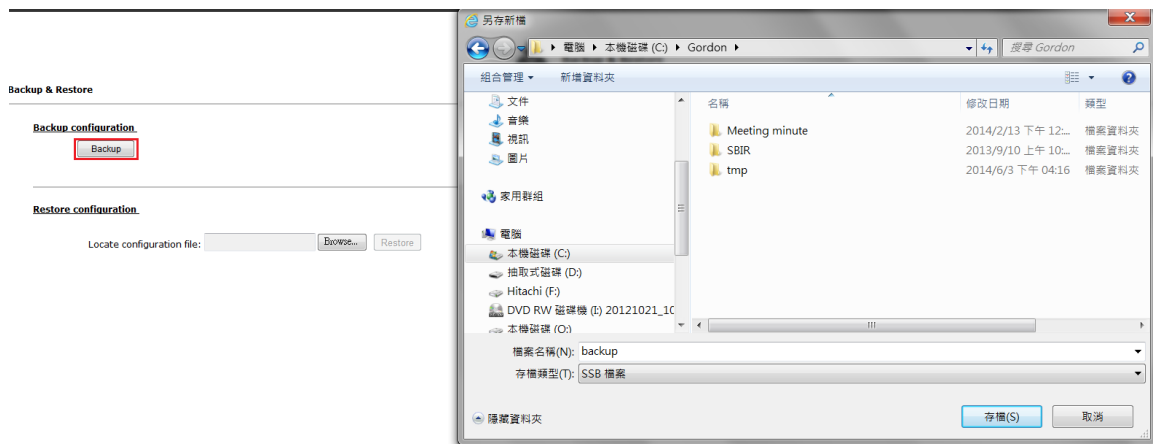 Backup & Restore
Backup configuration
Backup
Restore configuration
Locate configuration file:
Browse...
Restore
另存新檔
電腦 ▸ 本機磁碟 (C:) ▸ Gordon ▸
搜尋 Gordon
組合管理 新增資料夾
文件
音樂
視訊
圖片
家用群組
電腦
本機磁碟 (C:)
抽取式磁碟 (D:)
Hitachi (F:)
DVD RW 磁碟機 (I:) 20121021_10
本機磁碟 (O:)
名稱 修改日期 類型
Meeting minute 2014/2/13 下午 12:... 檔案資料夾
SBIR 2013/9/10 上午 10:... 檔案資料夾
tmp 2014/6/3 下午 04:16 檔案資料夾
檔案名稱(N): backup
存檔類型(T): SSB 檔案
隱藏資料夾
存檔(S)
取消